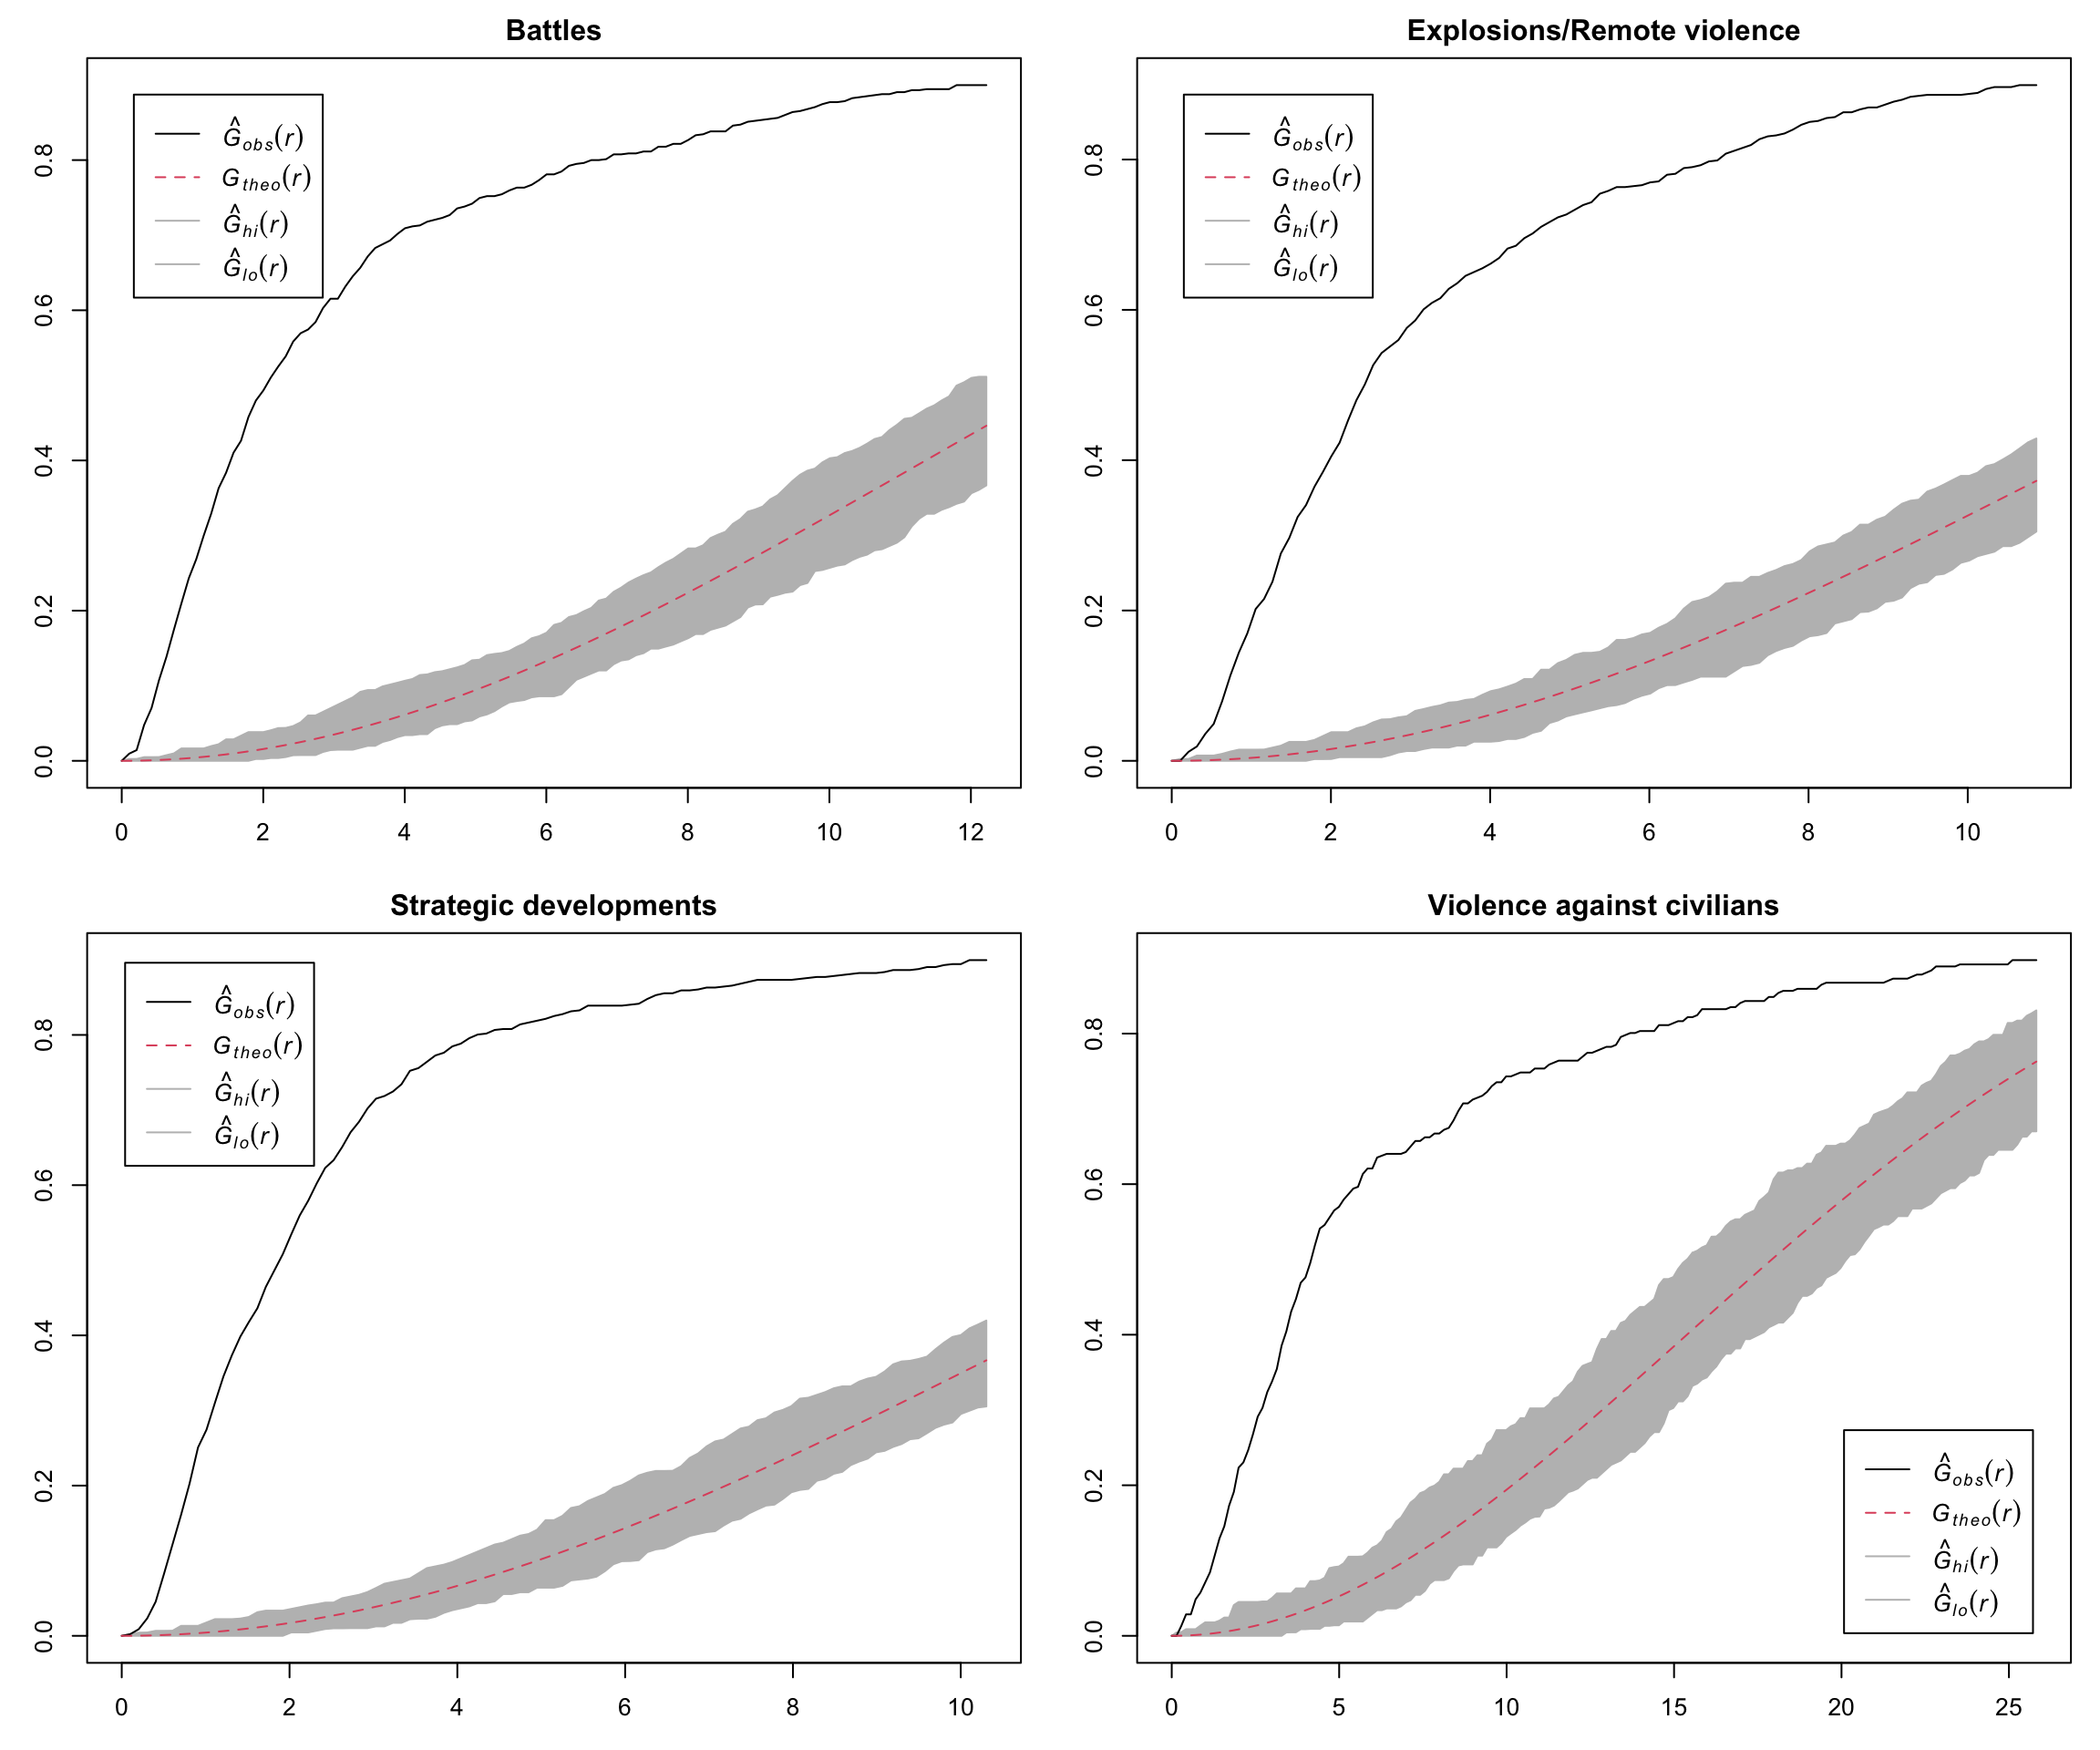 Battles
Ĝobs(r)
Gtheo(r)
Ĝhi(r)
Ĝlo(r)
0.8
0.6
0.4
0.2
0.0
0 2 4 6 8 10 12
Explosions/Remote violence
Ĝobs(r)
Gtheo(r)
Ĝhi(r)
Ĝlo(r)
0.8
0.6
0.4
0.2
0.0
0 2 4 6 8 10
Strategic developments
Ĝobs(r)
Gtheo(r)
Ĝhi(r)
Ĝlo(r)
0.8
0.6
0.4
0.2
0.0
0 2 4 6 8 10
Violence against civilians
0.8
0.6
0.4
0.2
0.0
Ĝobs(r)
Gtheo(r)
Ĝhi(r)
Ĝlo(r)
0 5 10 15 20 25